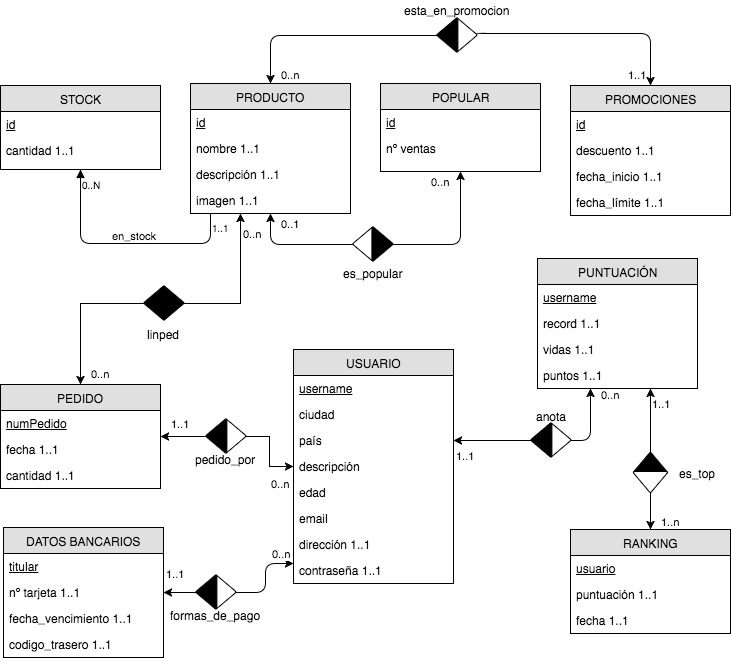 esta_en_promocion
0..n
1..1
STOCK
id
cantidad 1..1
PRODUCTO
id
nombre 1..1
descripción 1..1
imagen 1..1
POPULAR
id
nº ventas
PROMOCIONES
id
descuento 1..1
fecha_inicio 1..1
fecha_límite 1..1
0..N
en_stock
1..1
0..n
0..1
0..n
es_popular
linped
0..n
PUNTUACIÓN
username
record 1..1
vidas 1..1
puntos 1..1
PEDIDO
numPedido
fecha 1..1
cantidad 1..1
1..1
pedido_por
0..n
USUARIO
username
ciudad
país
descripción
edad
email
dirección 1..1
contraseña 1..1
anota
0..n
1..1
1..1
es_top
1..n
DATOS BANCARIOS
titular
nº tarjeta 1..1
fecha_vencimiento 1..1
codigo_trasero 1..1
1..1
0..n
formas_de_pago
RANKING
usuario
puntuación 1..1
fecha 1..1